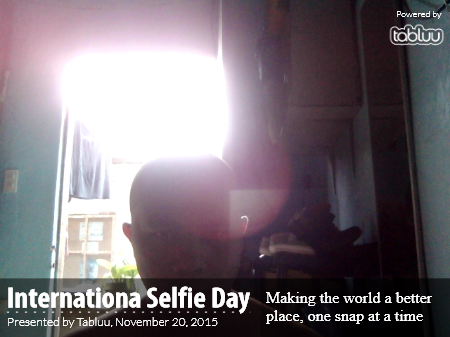 Powered by
tabluu
Internationa Selfie Day
Making the world a better
place, one snap at a time
Presented by Tabluu, November 20, 2015